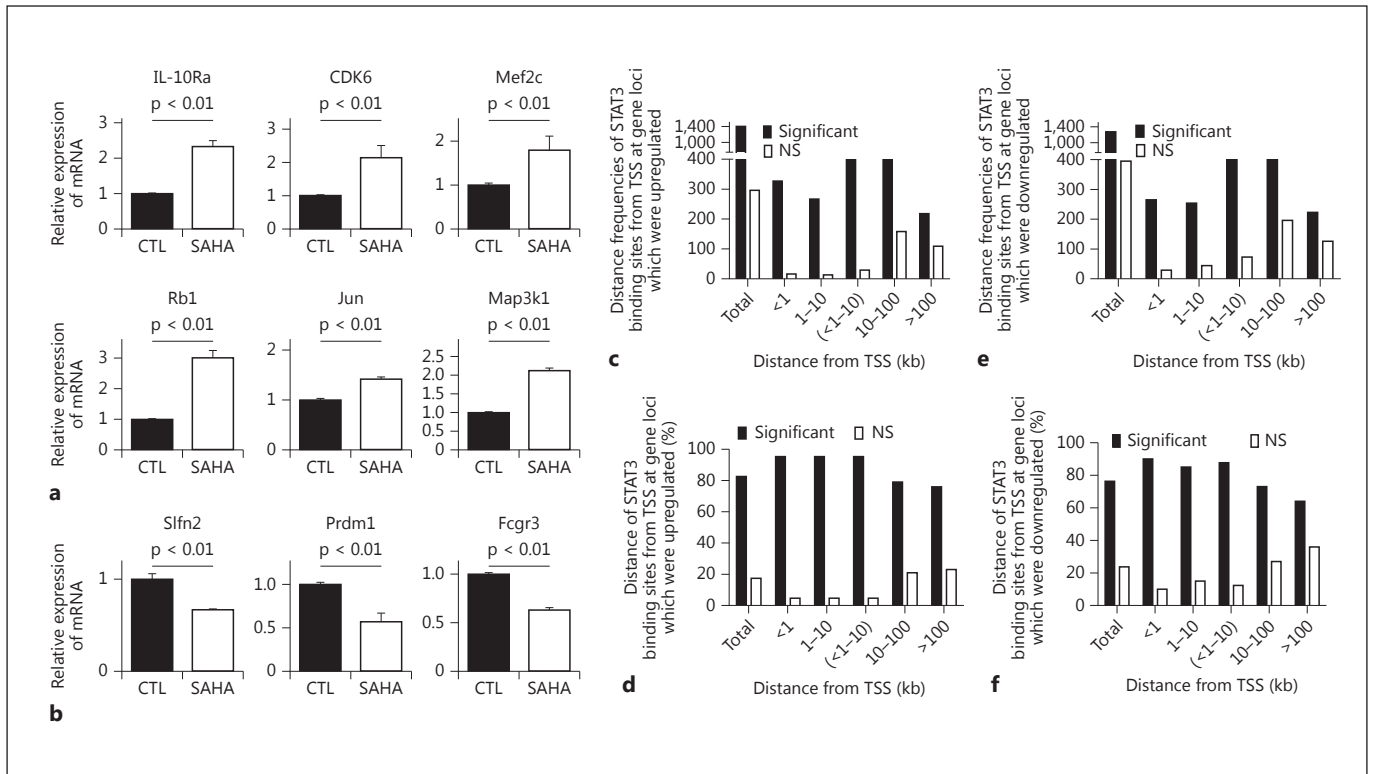 IL-10Ra
p < 0.01
Relative expression
of mRNA
3
2
1
0
CTL SAHA
CDK6
p < 0.01
3
2
1
0
CTL SAHA
Mef2c
p < 0.01
2
1
0
CTL SAHA
Rb1
p < 0.01
Relative expression
of mRNA
3
2
1
0
CTL SAHA
Jun
p < 0.01
2
1
0
CTL SAHA
Map3k1
p < 0.01
2.5
2.0
1.5
1.0
0.5
0
CTL SAHA
a
Slfn2
p < 0.01
Relative expression
of mRNA
1
0
CTL SAHA
Prdm1
p < 0.01
1.0
0.5
0
CTL SAHA
Fcgr3
p < 0.01
1.0
0.5
0
CTL SAHA
b
Distance frequencies of STAT3
binding sites from TSS at gene loci
which were upregulated
1,400
1,000
400
300
200
100
0
Significant
NS
Total <1 1–10 (<1–10) 10–100 >100
Distance from TSS (kb)
c
Distance of STAT3
binding sites from TSS at gene loci
which were upregulated (%)
100
80
60
40
20
0
Significant NS
Total <1 1–10 (<1–10) 10–100 >100
Distance from TSS (kb)
d
Distance frequencies of STAT3
binding sites from TSS at gene loci
which were downregulated
1,400
1,000
400
300
200
100
0
Significant
NS
Total <1 1–10 (<1–10) 10–100 >100
Distance from TSS (kb)
e
Distance of STAT3
binding sites from TSS at gene loci
which were downregulated (%)
100
80
60
40
20
0
Significant NS
Total <1 1–10 (<1–10) 10–100 >100
Distance from TSS (kb)
f